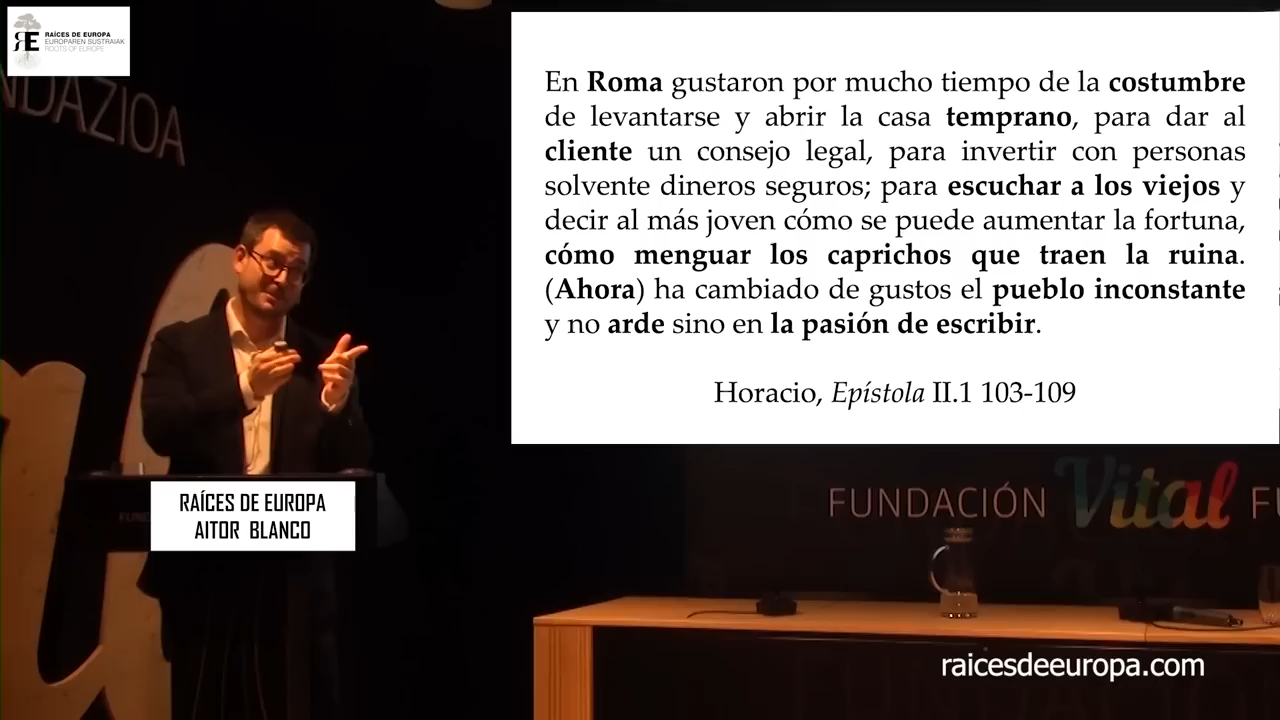 RAÍCES DE EUROPA
EUROPAREN SUSTRAIAK
ROOTS OF EUROPE
NDAZIOA
En Roma gustaron por mucho tiempo de la costumbre
de levantarse y abrir la casa temprano, para dar al
cliente un consejo legal, para invertir con personas
solvente dineros seguros; para escuchar a los viejos y
decir al más joven cómo se puede aumentar la fortuna,
cómo menguar los caprichos que traen la ruina.
(Ahora) ha cambiado de gustos el pueblo inconstante
y no arde sino en la pasión de escribir.
Horacio, Epístola II.1 103-109
RAÍCES DE EUROPA
AITOR BLANCO
FUNDACIÓN Vital F
raicesdeeuropa.com